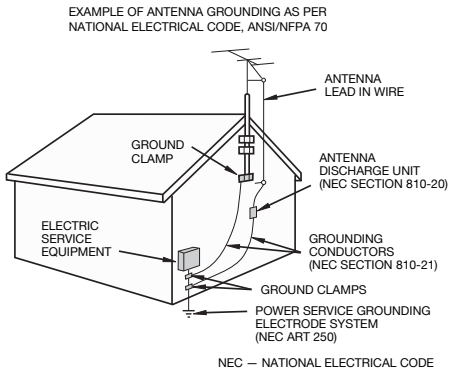 EXAMPLE OF ANTENNA GROUNDING AS PER
NATIONAL ELECTRICAL CODE, ANSI/NFPA 70
ANTENNA
LEAD IN WIRE
GROUND
CLAMP
ANTENNA
DISCHARGE UNIT
(NEC SECTION 810-20)
ELECTRIC
SERVICE
EQUIPMENT
GROUNDING
CONDUCTORS
(NEC SECTION 810-21)
GROUND CLAMPS
POWER SERVICE GROUNDING
ELECTRODE SYSTEM
(NEC ART 250)
NEC — NATIONAL ELECTRICAL CODE